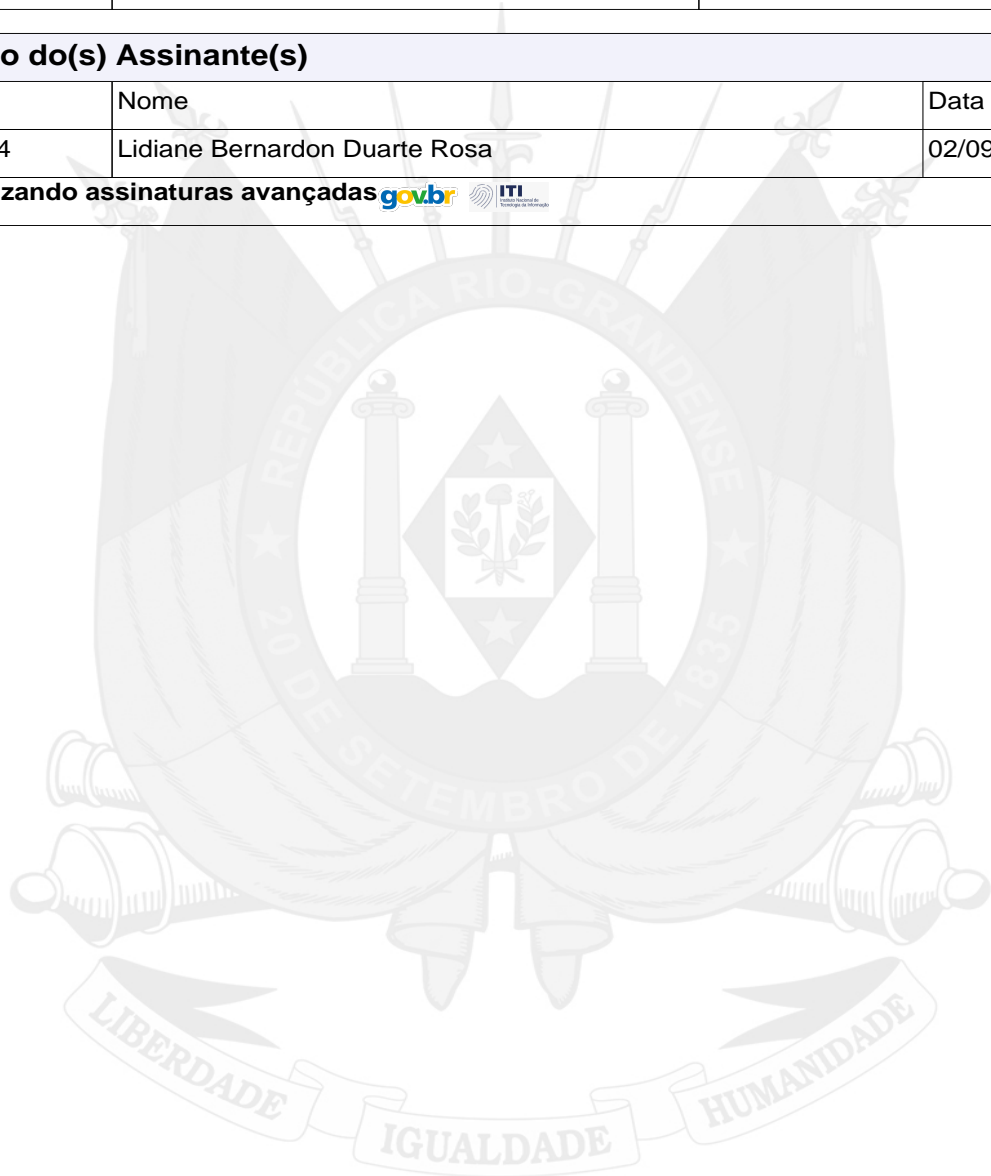 o do(s) Assinante(s)
Nome Data
4 Lidiane Bernardon Duarte Rosa 02/09
zando assinaturas avançadas gov.br ITI
REPÚBLICA RIO-GRANDENSE
20 DE SETEMBRO DE 1835
LIBERDADE IGUALDADE HUMANIDADE